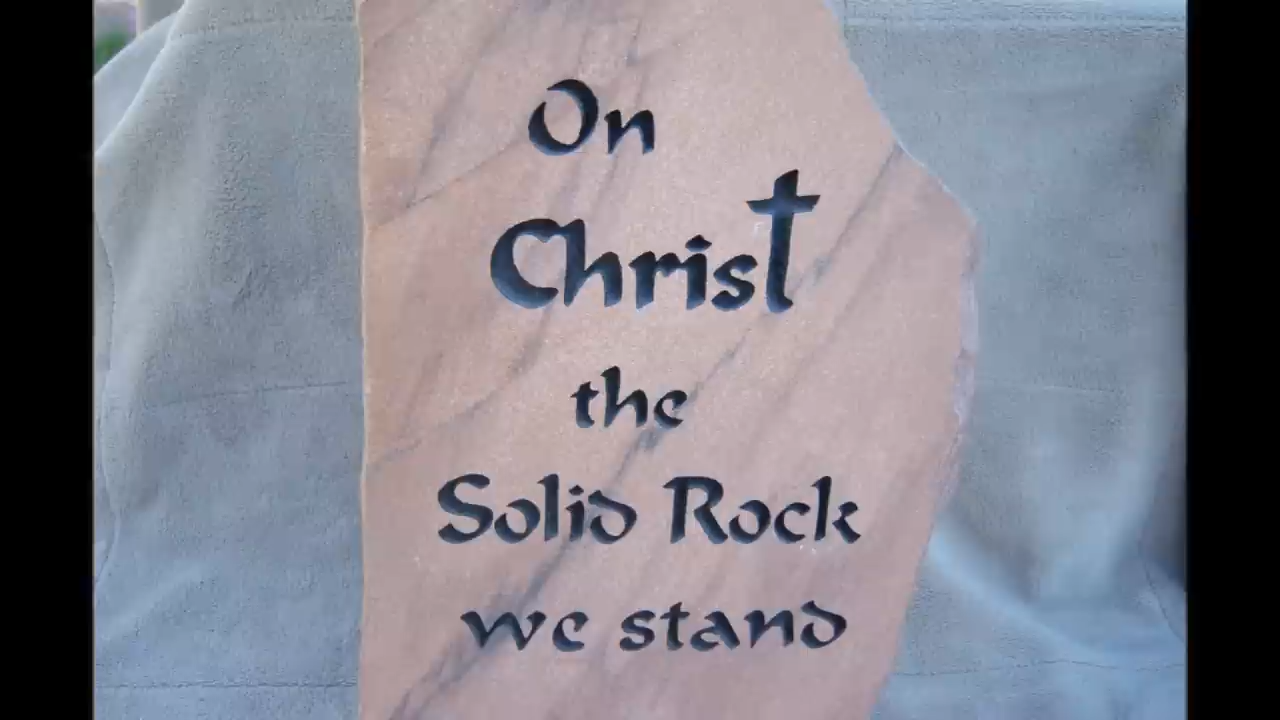 On
Christ
the
Solid Rock
we stand